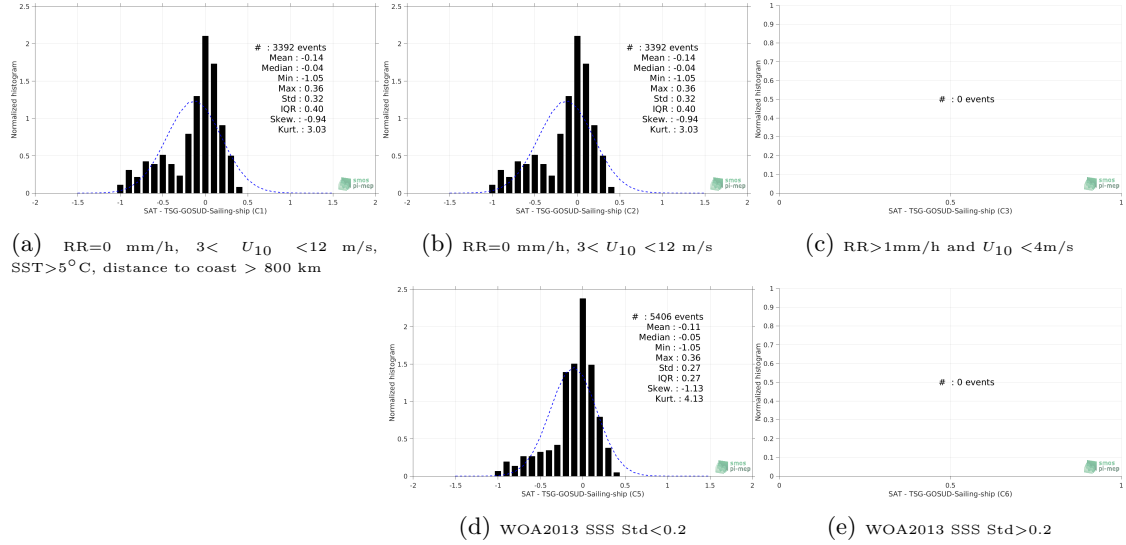 2.5
2
1.5
1
0.5
0
Normalized histogram
# : 3392 events
Mean : -0.14
Median : -0.04
Min : -1.05
Max : 0.36
Std : 0.32
IQR : 0.40
Skew. : -0.94
Kurt. : 3.03
smos
pi-mep
-2 -1.5 -1 -0.5 0 0.5 1 1.5 2
SAT - TSG-GOSUD-Sailing-ship (C1)
(a) RR=0 mm/h, 3< U10 <12 m/s,
SST>5°C, distance to coast > 800 km
2.5
2
1.5
1
0.5
0
Normalized histogram
# : 3392 events
Mean : -0.14
Median : -0.04
Min : -1.05
Max : 0.36
Std : 0.32
IQR : 0.40
Skew. : -0.94
Kurt. : 3.03
smos
pi-mep
-2 -1.5 -1 -0.5 0 0.5 1 1.5 2
SAT - TSG-GOSUD-Sailing-ship (C2)
(b) RR=0 mm/h, 3< U10 <12 m/s
1
0.9
0.8
0.7
0.6
0.5
0.4
0.3
0.2
0.1
0
Normalized histogram
# : 0 events
smos
pi-mep
0.5 1
SAT - TSG-GOSUD-Sailing-ship (C3)
(c) RR>1mm/h and U10 <4m/s
2.5
2
1.5
1
0.5
0
Normalized histogram
# : 5406 events
Mean : -0.11
Median : -0.05
Min : -1.05
Max : 0.36
Std : 0.27
IQR : 0.27
Skew. : -1.13
Kurt. : 4.13
smos
pi-mep
-2 -1.5 -1 -0.5 0 0.5 1 1.5 2
SAT - TSG-GOSUD-Sailing-ship (C5)
(d) WOA2013 SSS Std<0.2
1
0.9
0.8
0.7
0.6
0.5
0.4
0.3
0.2
0.1
0
Normalized histogram
# : 0 events
smos
pi-mep
0.5 1
SAT - TSG-GOSUD-Sailing-ship (C6)
(e) WOA2013 SSS Std>0.2